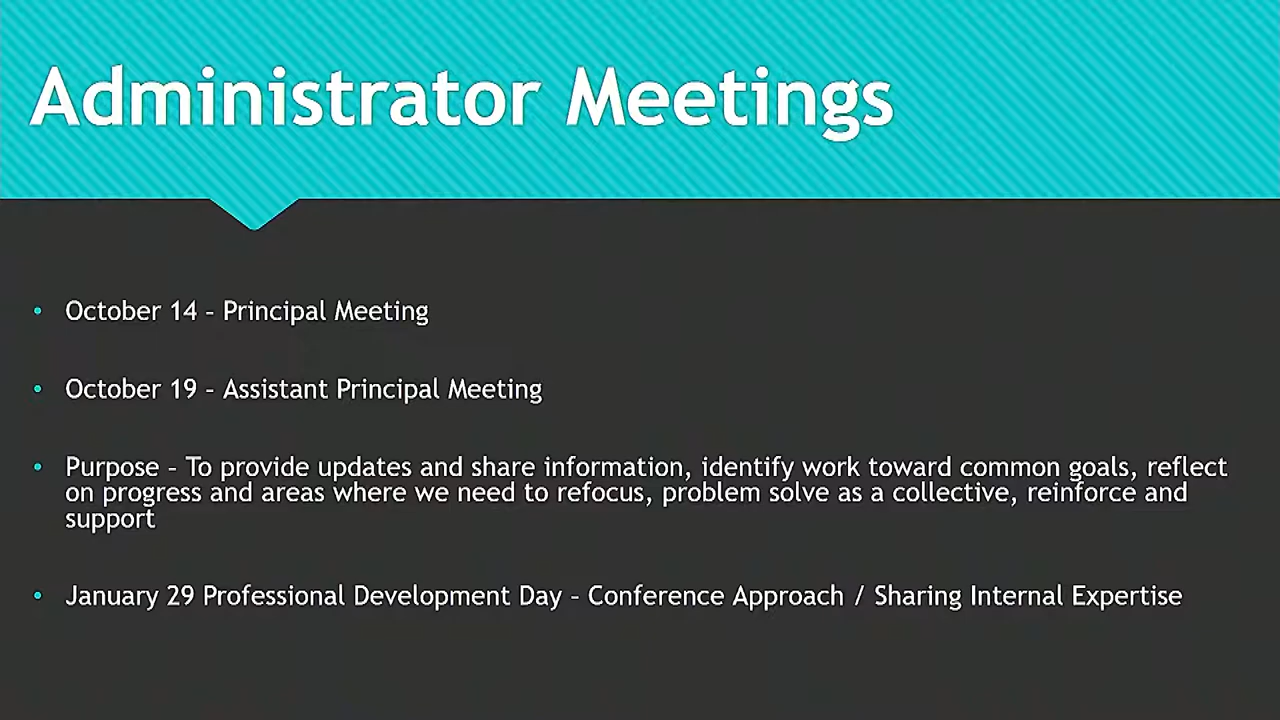 Administrator Meetings
• October 14 – Principal Meeting
• October 19 – Assistant Principal Meeting
• Purpose – To provide updates and share information, identify work toward common goals, reflect
on progress and areas where we need to refocus, problem solve as a collective, reinforce and
support
• January 29 Professional Development Day – Conference Approach / Sharing Internal Expertise